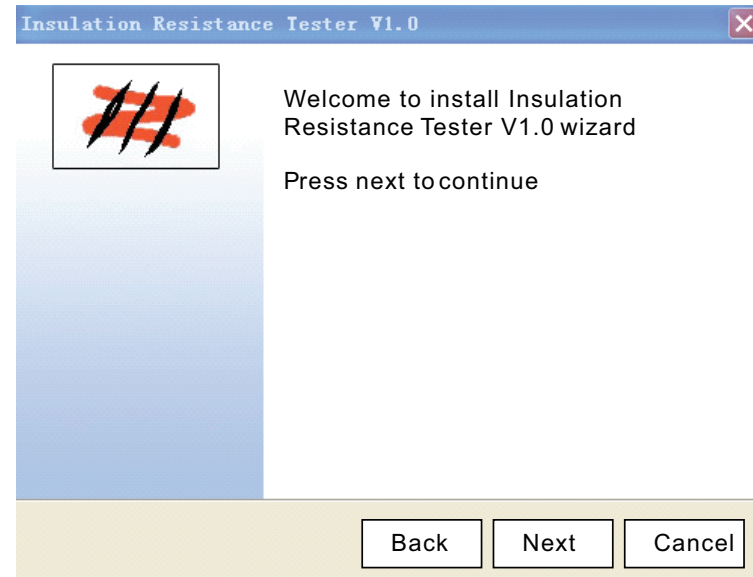 Insulation Resistance Tester V1.0
Welcome to install Insulation
Resistance Tester V1.0 wizard
Press next to continue
Back Next Cancel